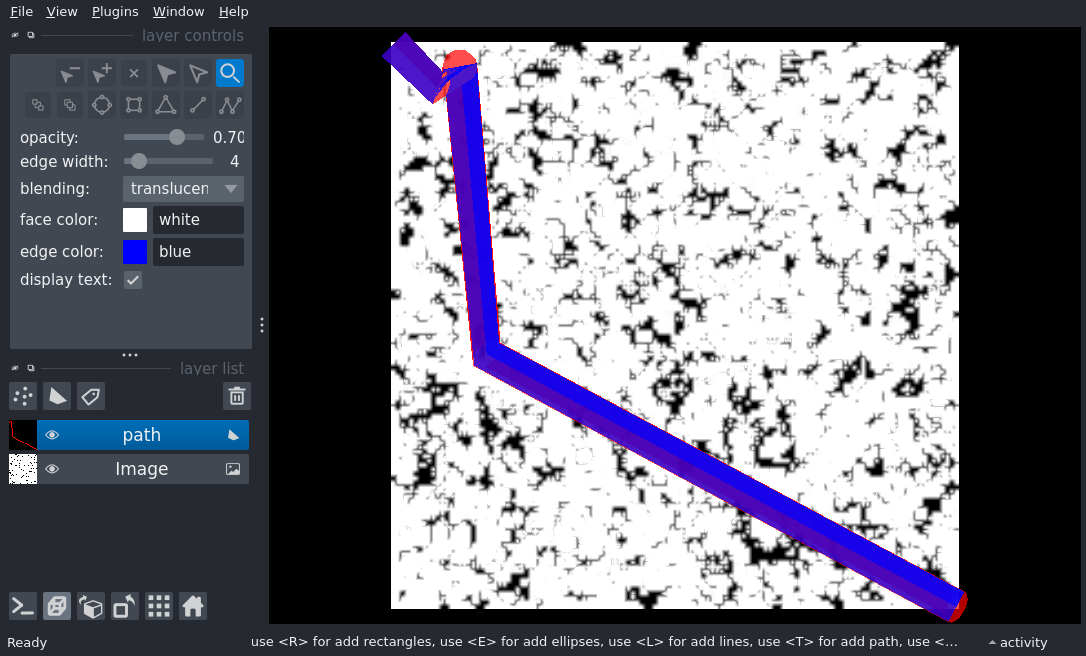 File View Plugins Window Help
layer controls
opacity: 0.70
edge width: 4
blending: translucen
face color: white
edge color: blue
display text:
layer list
path
Image
Ready use <R> for add rectangles, use <E> for add ellipses, use <L> for add lines, use <T> for add path, use <... activity